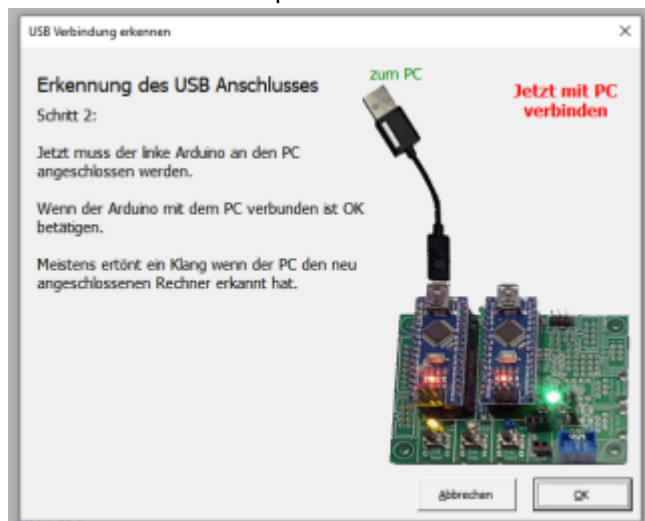 USB Verbindung erkennen
Erkennung des USB Anschlusses
zum PC
Jetzt mit PC
verbinden
Schritt 2:
Jetzt muss der linke Arduino an den PC
angeschlossen werden.
Wenn der Arduino mit dem PC verbunden ist OK
betätigen.
Meistens ertönt ein Klang wenn der PC den neu
angeschlossenen Rechner erkannt hat.
Abbrechen
OK